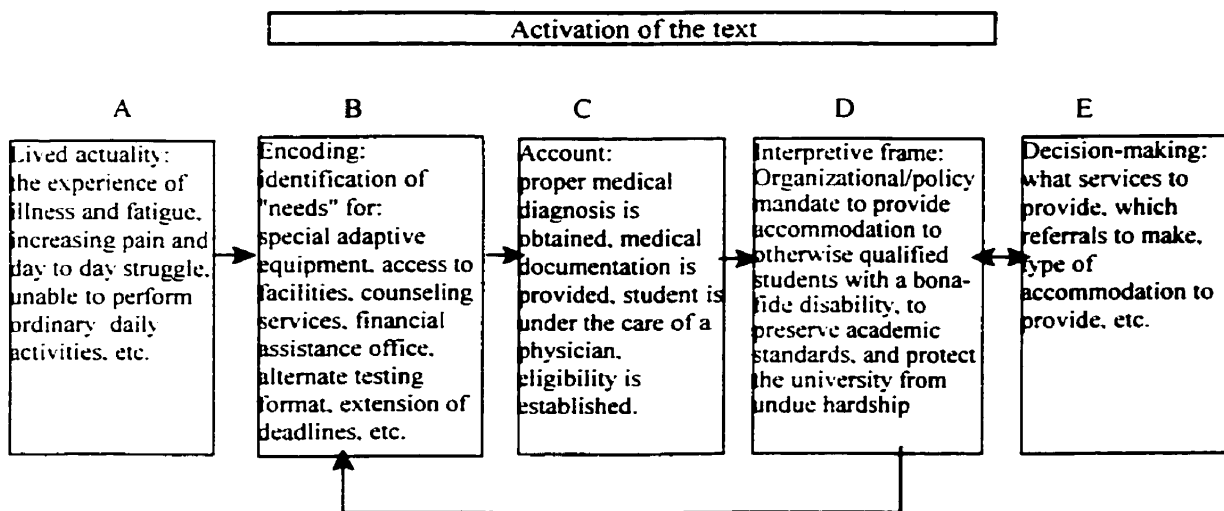 Activation of the text
A
B
C
D
E
Lived actuality:
the experience of
illness and fatigue,
increasing pain and
day to day struggle,
unable to perform
ordinary daily
activities, etc.
Encoding:
identification of
"needs" for:
special adaptive
equipment, access to
facilities, counseling
services, financial
assistance office,
alternate testing
format, extension of
deadlines, etc.
Account:
proper medical
diagnosis is
obtained, medical
documentation is
provided, student is
under the care of a
physician,
eligibility is
established.
Interpretive frame:
Organizational/policy
mandate to provide
accommodation to
otherwise qualified
students with a bona-
fide disability, to
preserve academic
standards, and protect
the university from
undue hardship
Decision-making:
what services to
provide, which
referrals to make,
type of
accommodation to
provide, etc.